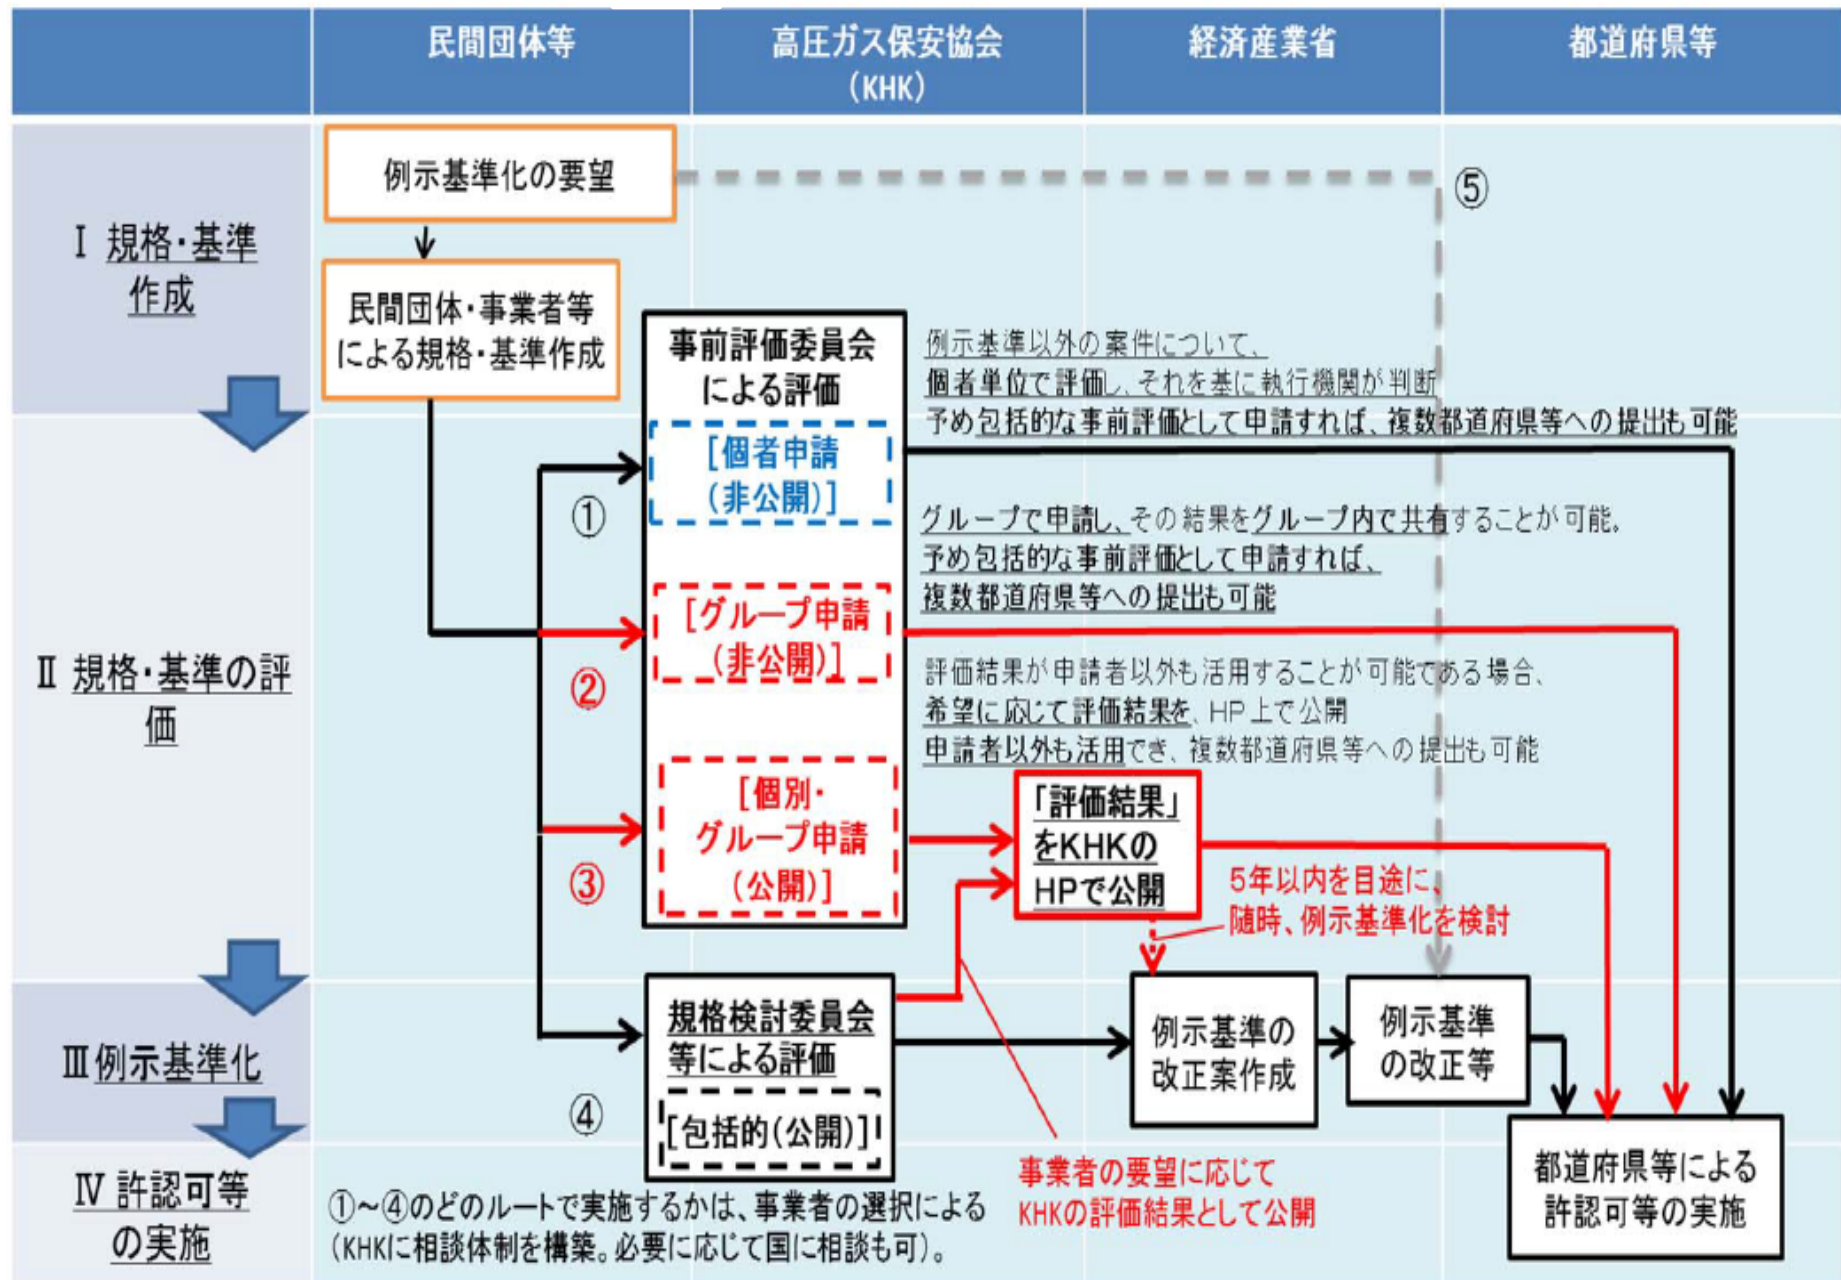 民間団体等
高圧ガス保安協会
(KHK)
経済産業省
都道府県等
Ⅰ 規格・基準
作成
例示基準化の要望
⑤
民間団体・事業者等
による規格・基準作成
事前評価委員会
による評価
例示基準以外の案件について、
個者単位で評価し、それを基に執行機関が判断
予め包括的な事前評価として申請すれば、複数都道府県等への提出も可能
Ⅱ 規格・基準の評
価
①
[個者申請
(非公開)]
グループで申請し、その結果をグループ内で共有することが可能。
予め包括的な事前評価として申請すれば、
複数都道府県等への提出も可能
②
[グループ申請
(非公開)]
評価結果が申請者以外も活用することが可能である場合、
希望に応じて評価結果を、HP上で公開
申請者以外も活用でき、複数都道府県等への提出も可能
③
[個別・
グループ申請
(公開)]
「評価結果」
をKHKの
HPで公開
5年以内を目途に、
随時、例示基準化を検討
Ⅲ例示基準化
④
規格検討委員会
等による評価
[包括的(公開)]
例示基準の
改正案作成
例示基準
の改正等
事業者の要望に応じて
KHKの評価結果として公開
都道府県等による
許認可等の実施
Ⅳ 許認可等
の実施
①～④のどのルートで実施するかは、事業者の選択による
(KHKに相談体制を構築。必要に応じて国に相談も可)。